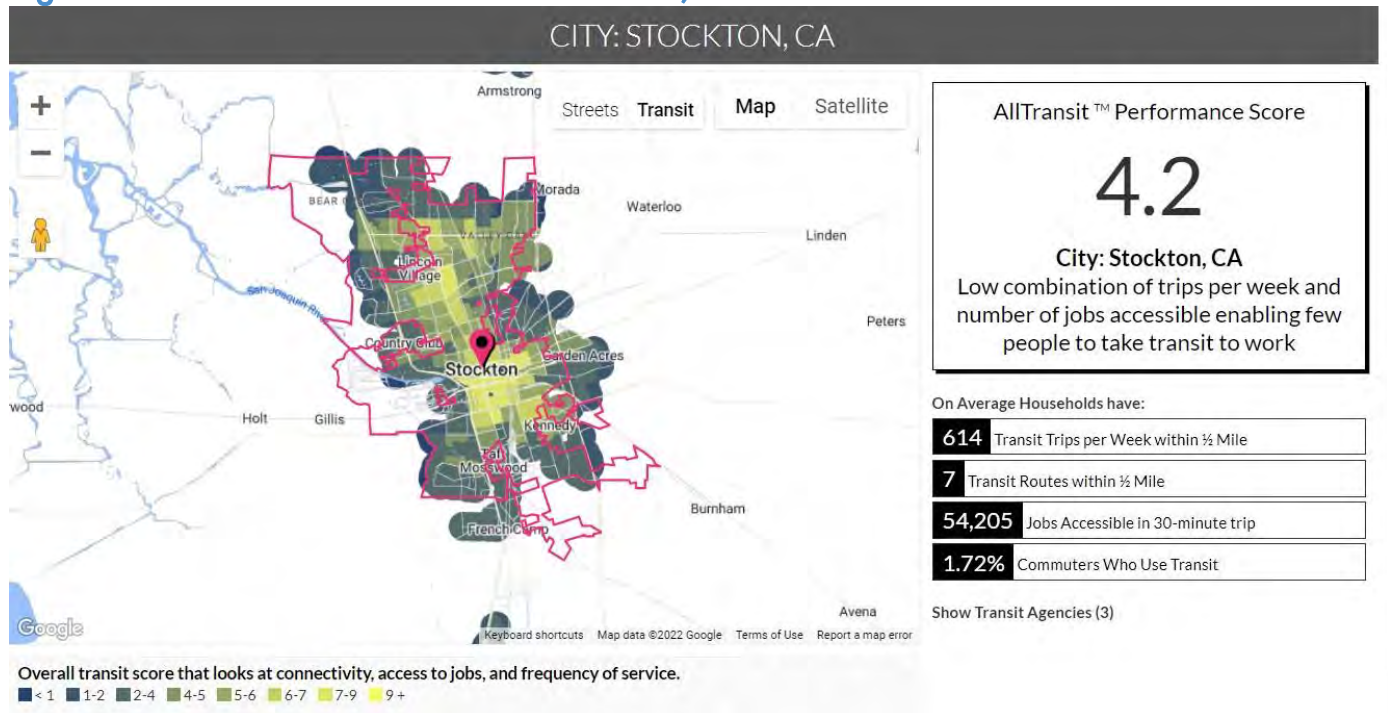 CITY: STOCKTON, CA
Armstrong
Streets Transit Map Satellite
Morada
BEAR
Waterloo
Linden
Lincoln
Village
San Joaquin
Peters
Country Club
Garden Acres
Stockton
wood
Holt
Gillis
Kennedy
Taft
Mosswood
Burnham
French Camp
Avena
Google
Keyboard shortcuts Map data ©2022 Google Terms of Use Report a map error
Overall transit score that looks at connectivity, access to jobs, and frequency of service.
< 1 1-2 2-4 4-5 5-6 6-7 7-9 9 +
AllTransit ™ Performance Score
4.2
City: Stockton, CA
Low combination of trips per week and
number of jobs accessible enabling few
people to take transit to work
On Average Households have:
614 Transit Trips per Week within ½ Mile
7 Transit Routes within ½ Mile
54,205 Jobs Accessible in 30-minute trip
1.72% Commuters Who Use Transit
Show Transit Agencies (3)